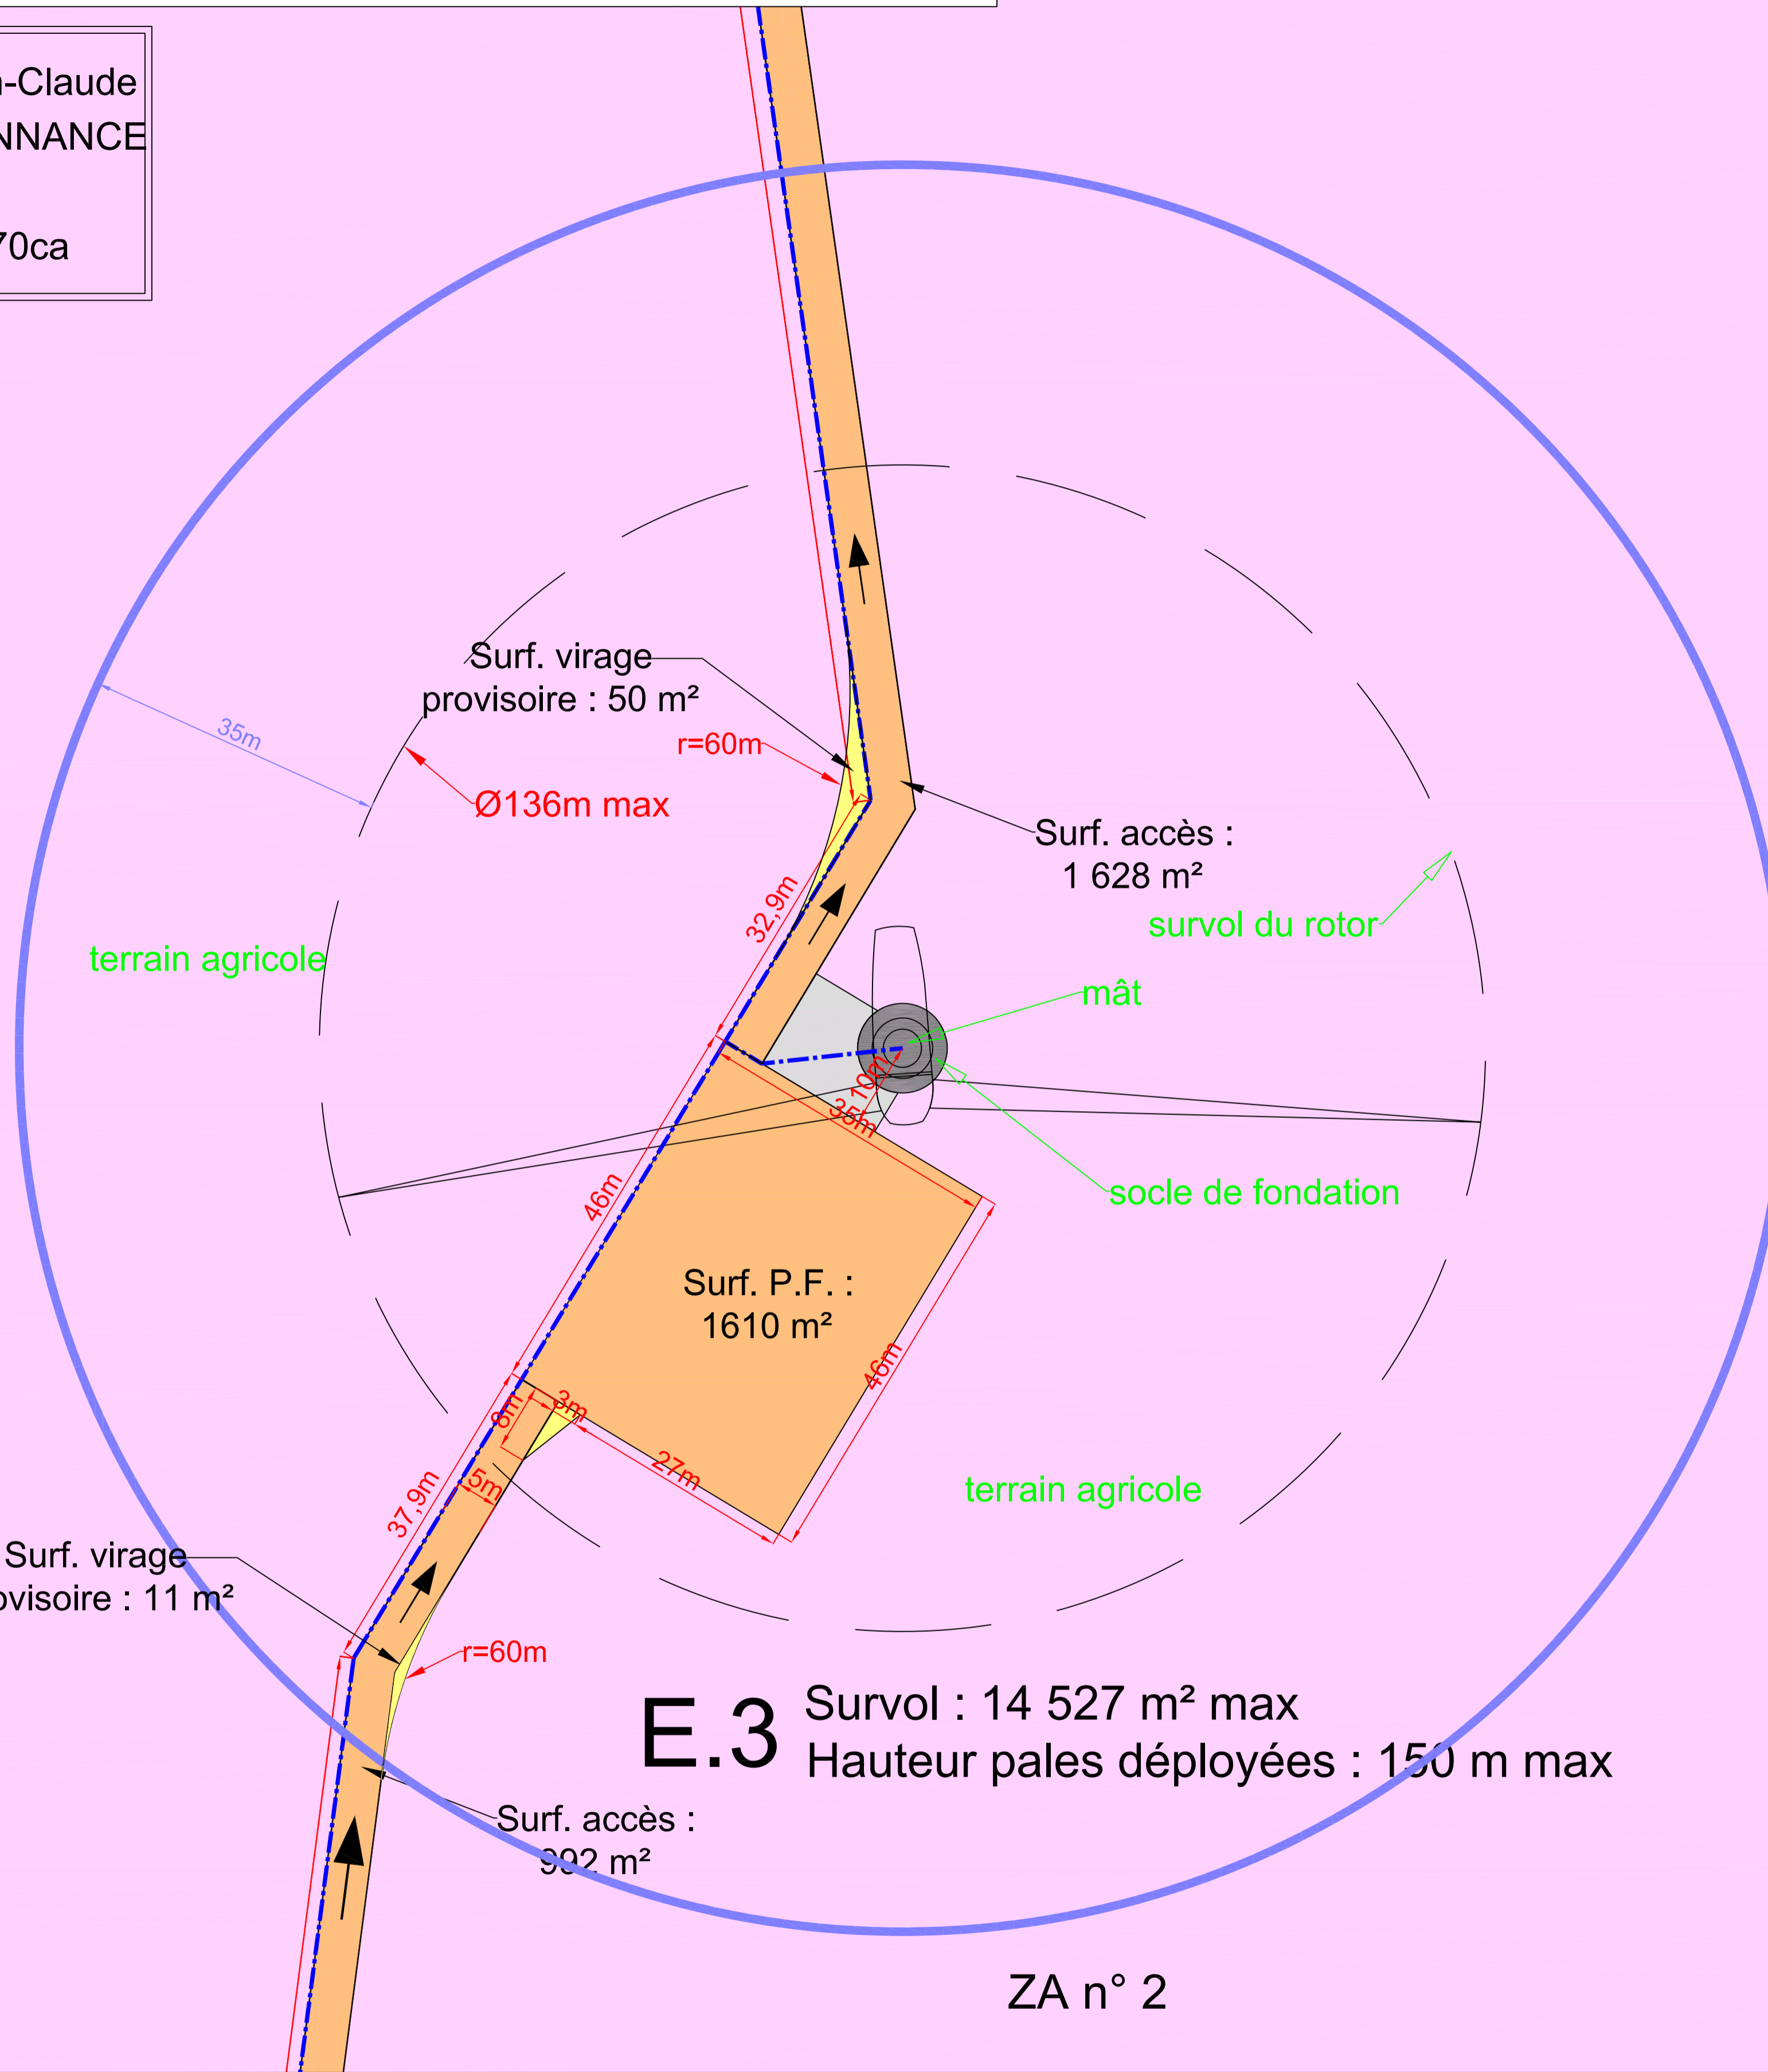 n-Claude
NNANCE
70ca
35m
Surf. virage
provisoire : 50 m²
r=60m
Ø136m max
Surf. accès :
1 628 m²
survol du rotor
terrain agricole
32,9m
mât
10m
35m
46m
socle de fondation
Surf. P.F. :
1610 m²
46m
8m
3m
27m
5m
37,9m
terrain agricole
Surf. virage
ovisoire : 11 m²
r=60m
E.3
Survol : 14 527 m² max
Hauteur pales déployées : 150 m max
Surf. accès :
992 m²
ZA n° 2